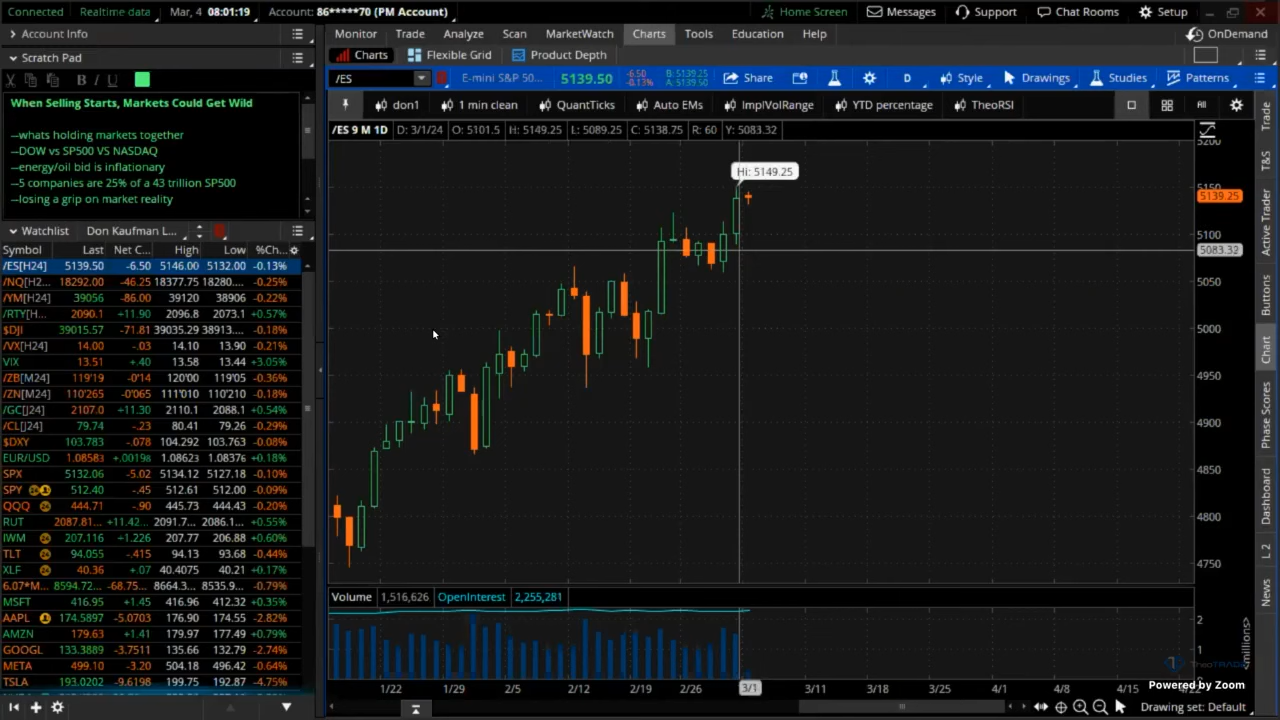 Connected Realtime data Mar, 4 08:01:19 Account: 86*****70 (PM Account) Home Screen Messages Support Chat Rooms Setup
Account Info
Monitor Trade Analyze Scan MarketWatch Charts Tools Education Help OnDemand
Scratch Pad
Charts Flexible Grid Product Depth
B I U
/ES E-mini S&P 50... 5139.50 -6.50 -0.13% B: 5139.25 A: 5139.50 Share D Style Drawings Studies Patterns
When Selling Starts, Markets Could Get Wild
--whats holding markets together
--DOW vs SP500 VS NASDAQ
--energy/oil bid is inflationary
--5 companies are 25% of a 43 trillion SP500
--losing a grip on market reality
don1 1 min clean QuantTicks Auto EMs ImplVolRange YTD percentage TheoRSI All
/ES 9 M 1D D: 3/1/24 O: 5101.5 H: 5149.25 L: 5089.25 C: 5138.75 R: 60 Y: 5083.32
Watchlist Don Kaufman L...
Symbol Last Net C... High Low %Ch...
/ES[H24] 5139.50 -6.50 5146.00 5132.00 -0.13%
/NQ[H2... 18292.00 -46.25 18377.75 18280.... -0.25%
/YM[H24] 39056 -86.00 39120 38906 -0.22%
/RTY[H... 2090.1 +11.90 2096.8 2073.1 +0.57%
$DJI 39015.57 -71.81 39035.29 38913.... -0.18%
/VX[H24] 14.00 -.03 14.10 13.90 -0.21%
VIX 13.51 +.40 13.58 13.44 +3.05%
/ZB[M24] 119'19 -0'14 120'00 119'05 -0.36%
/ZN[M24] 110'265 -0'065 111'010 110'210 -0.18%
/GC[J24] 2107.0 +11.30 2110.1 2088.1 +0.54%
/CL[J24] 79.74 -.23 80.41 79.26 -0.29%
$DXY 103.783 -.078 104.292 103.763 -0.08%
EUR/USD 1.08583 +.00198 1.08623 1.08376 +0.18%
SPX 5132.06 -5.02 5134.12 5127.18 -0.10%
SPY 512.40 -.45 512.61 512.00 -0.09%
QQQ 444.71 -.90 445.73 444.43 -0.20%
RUT 2087.81... +11.42... 2091.7... 2086.1... +0.55%
IWM 207.116 +1.226 207.77 206.88 +0.60%
TLT 94.055 -.415 94.13 93.68 -0.44%
XLF 40.36 +.07 40.4075 40.21 +0.17%
6.07*M... 8594.72... -68.75... 8664.3... 8535.9... -0.79%
MSFT 416.95 +1.45 416.96 412.32 +0.35%
AAPL 174.5897 -5.0703 176.90 174.55 -2.82%
AMZN 179.63 +1.41 179.97 177.49 +0.79%
GOOGL 133.3889 -3.7511 135.66 132.79 -2.74%
META 499.10 -3.20 504.18 496.42 -0.64%
TSLA 193.0202 -9.6198 199.75 192.87 -4.75%
Hi: 5149.25
5200
5150
5139.25
5100
5083.32
5050
5000
4950
4900
4850
4800
4750
Volume 1,516,626 OpenInterest 2,255,281
2
1
0
<millions>
1/22 1/29 2/5 2/12 2/19 2/26 3/1 3/11 3/18 3/25 4/1 4/8 4/15
Powered by Zoom
Drawing set: Default
Trade
T&S
Active Trader
Buttons
Chart
Phase Scores
Dashboard
L 2
News